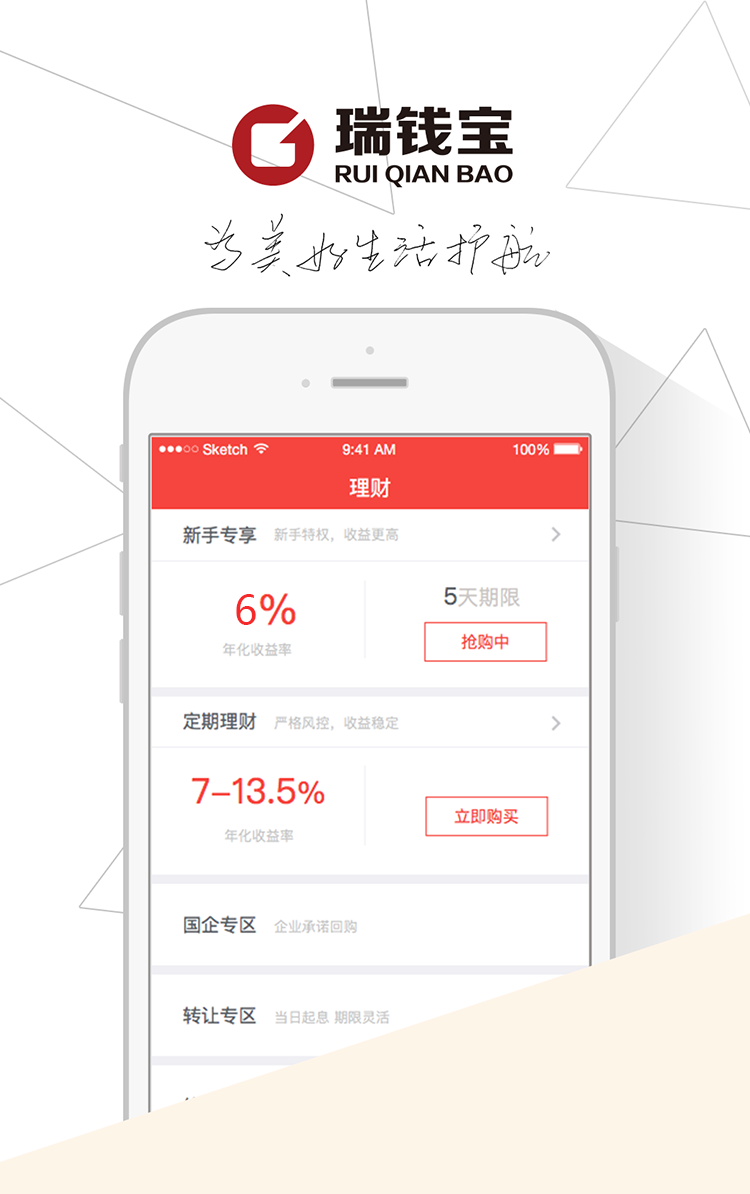 瑞钱宝
RUI QIAN BAO
为美好生活护航
Sketch 9:41 AM 100%
理财
新手专享 新手特权，收益更高
6% 5天期限
年化收益率 抢购中
定期理财 严格风控，收益稳定
7-13.5%
年化收益率 立即购买
国企专区 企业承诺回购
转让专区 当日起息 期限灵活